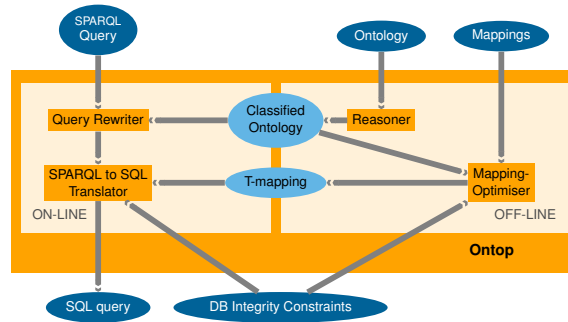 SPARQL
Query
Ontology
Mappings
Query Rewriter
Classified
Ontology
Reasoner
SPARQL to SQL
Translator
T-mapping
Mapping-
Optimiser
ON-LINE
OFF-LINE
Ontop
SQL query
DB Integrity Constraints